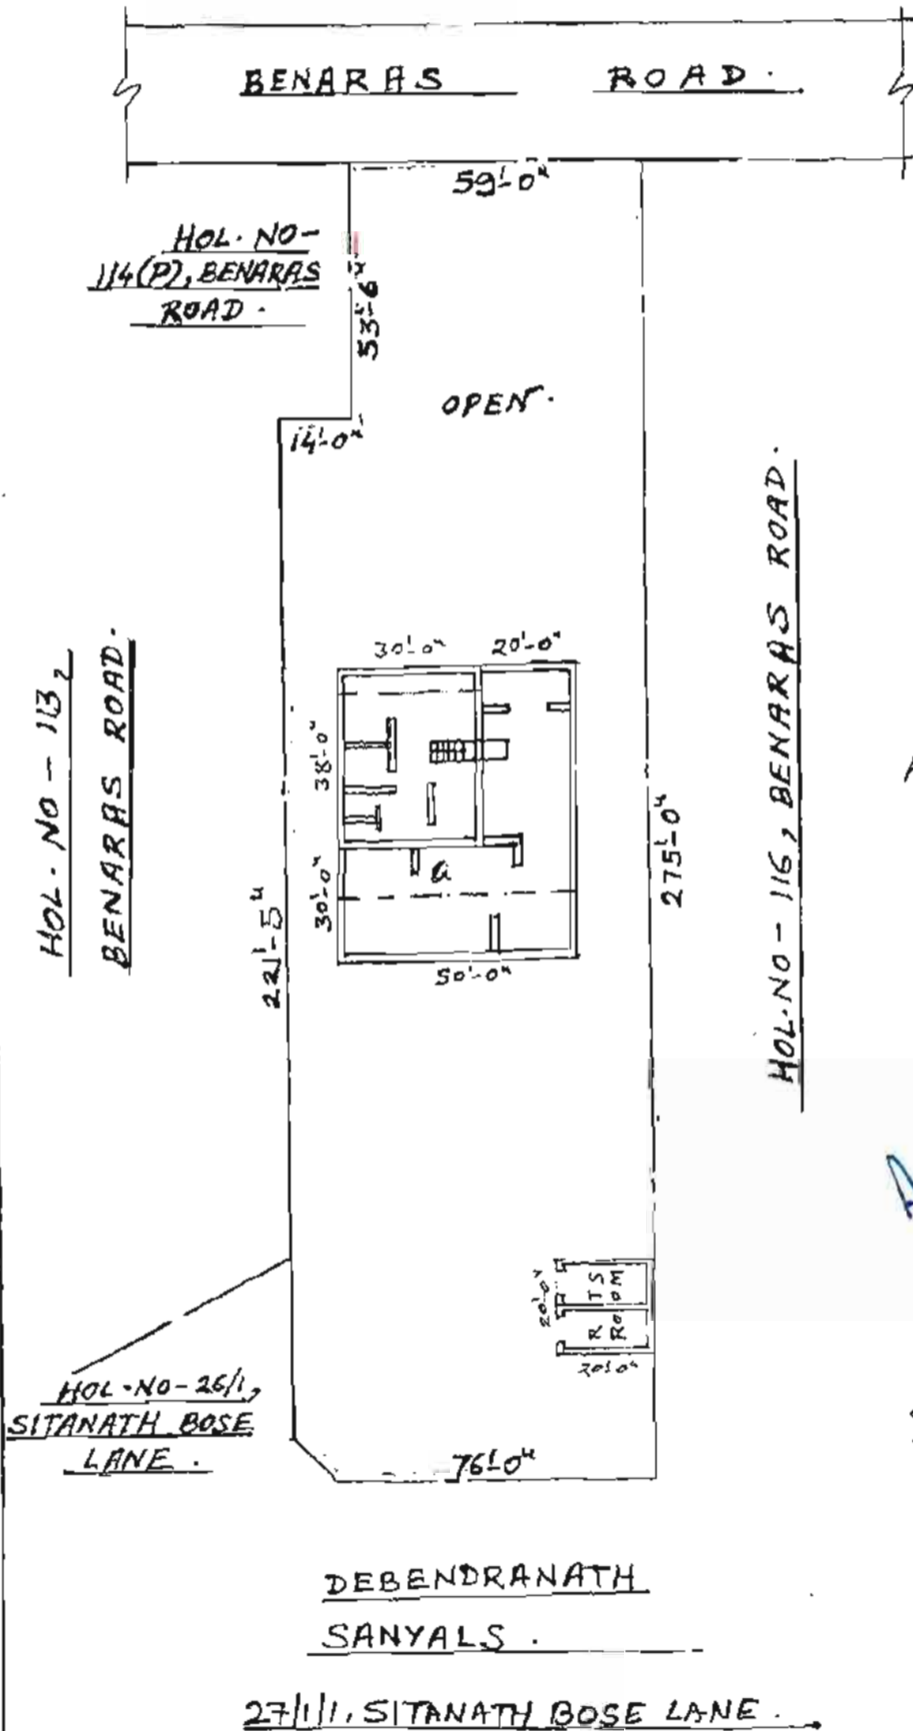 BENARAS ROAD.
59'-0"
HOL. NO-
114(P), BENARAS
ROAD.
53'-6"
OPEN.
14'-0"
HOL. NO - 113,
BENARAS ROAD.
HOL. NO - 116, BENARAS ROAD.
30'-0" 20'-0"
38'-0"
30'-0"
a
50'-0"
221'-5"
275'-0"
20'-0"
R T S
ROOM
20'-0"
HOL. NO - 26/1,
SITANATH BOSE
LANE.
76'-0"
DEBENDRANATH
SANYALS.
27/1/1, SITANATH BOSE LANE.